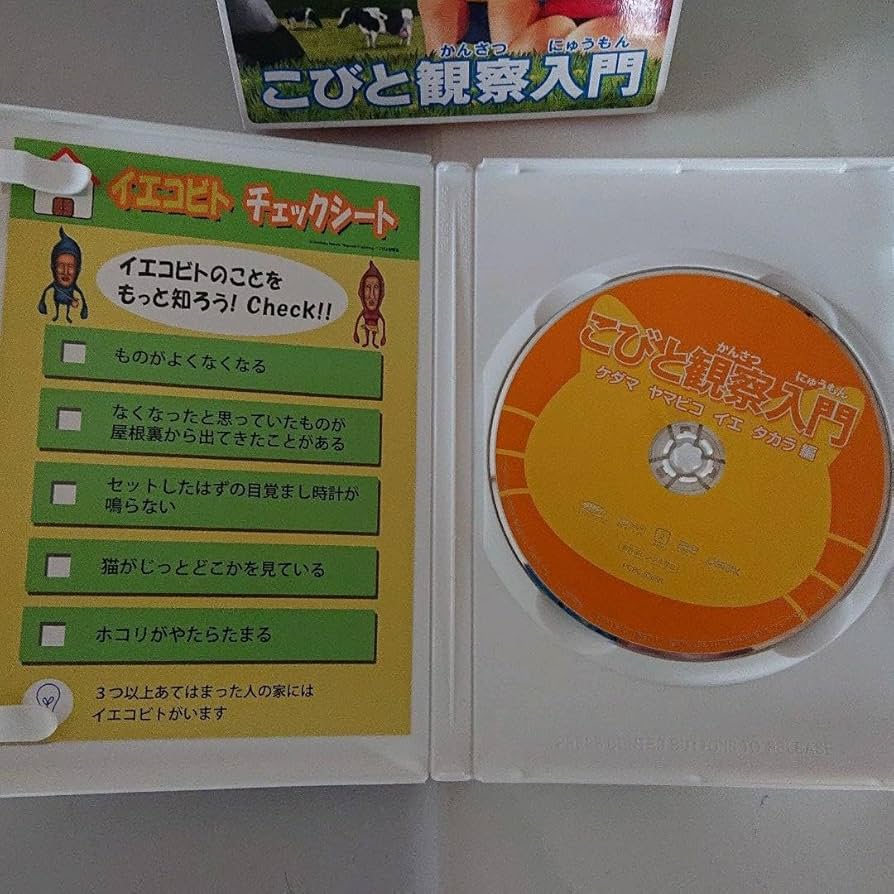 かんさつ にゅうもん
こびと観察入門
イエコビト チェックシート
イエコビトのことを
もっと知ろう! Check!!
ものがよくなくなる
なくなったと思っていたものが
屋根裏から出てきたことがある
セットしたはずの目覚まし時計が
鳴らない
猫がじっとどこかを見ている
ホコリがやたらたまる
3つ以上あてはまった人の家には
イエコビトがいます
かんさつ にゅうもん
こびと観察入門
ケダマ ヤマビコ イエ タカラ 編